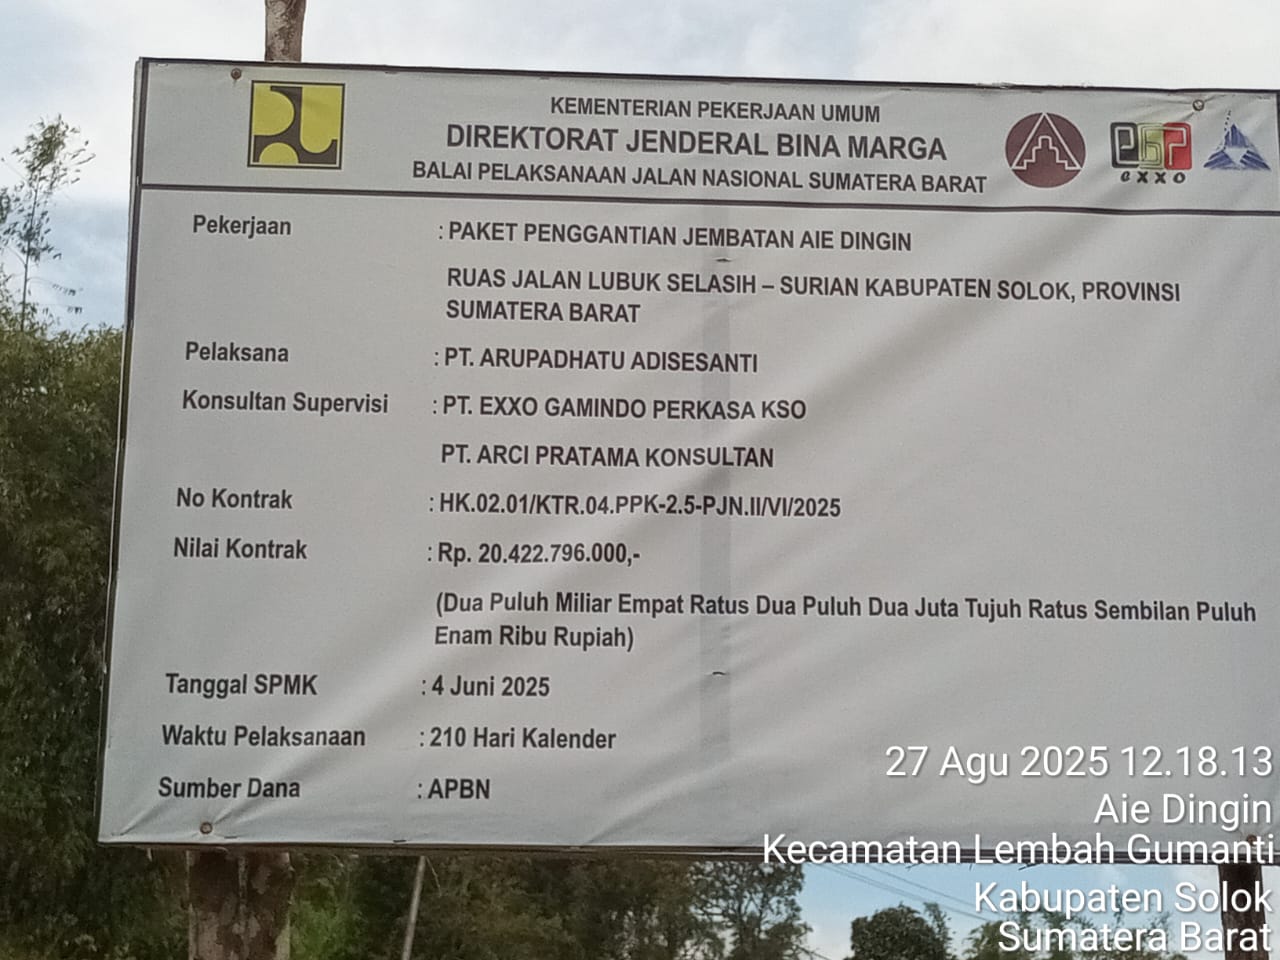 KEMENTERIAN PEKERJAAN UMUM
DIREKTORAT JENDERAL BINA MARGA
BALAI PELAKSANAAN JALAN NASIONAL SUMATERA BARAT
exxo
Pekerjaan : PAKET PENGGANTIAN JEMBATAN AIE DINGIN
RUAS JALAN LUBUK SELASIH – SURIAN KABUPATEN SOLOK, PROVINSI
SUMATERA BARAT
Pelaksana : PT. ARUPADHATU ADISESANTI
Konsultan Supervisi : PT. EXXO GAMINDO PERKASA KSO
PT. ARCI PRATAMA KONSULTAN
No Kontrak : HK.02.01/KTR.04.PPK-2.5-PJN.II/VI/2025
Nilai Kontrak : Rp. 20.422.796.000,-
(Dua Puluh Miliar Empat Ratus Dua Puluh Dua Juta Tujuh Ratus Sembilan Puluh
Enam Ribu Rupiah)
Tanggal SPMK : 4 Juni 2025
Waktu Pelaksanaan : 210 Hari Kalender
Sumber Dana : APBN
27 Agu 2025 12.18.13
Aie Dingin
Kecamatan Lembah Gumanti
Kabupaten Solok
Sumatera Barat